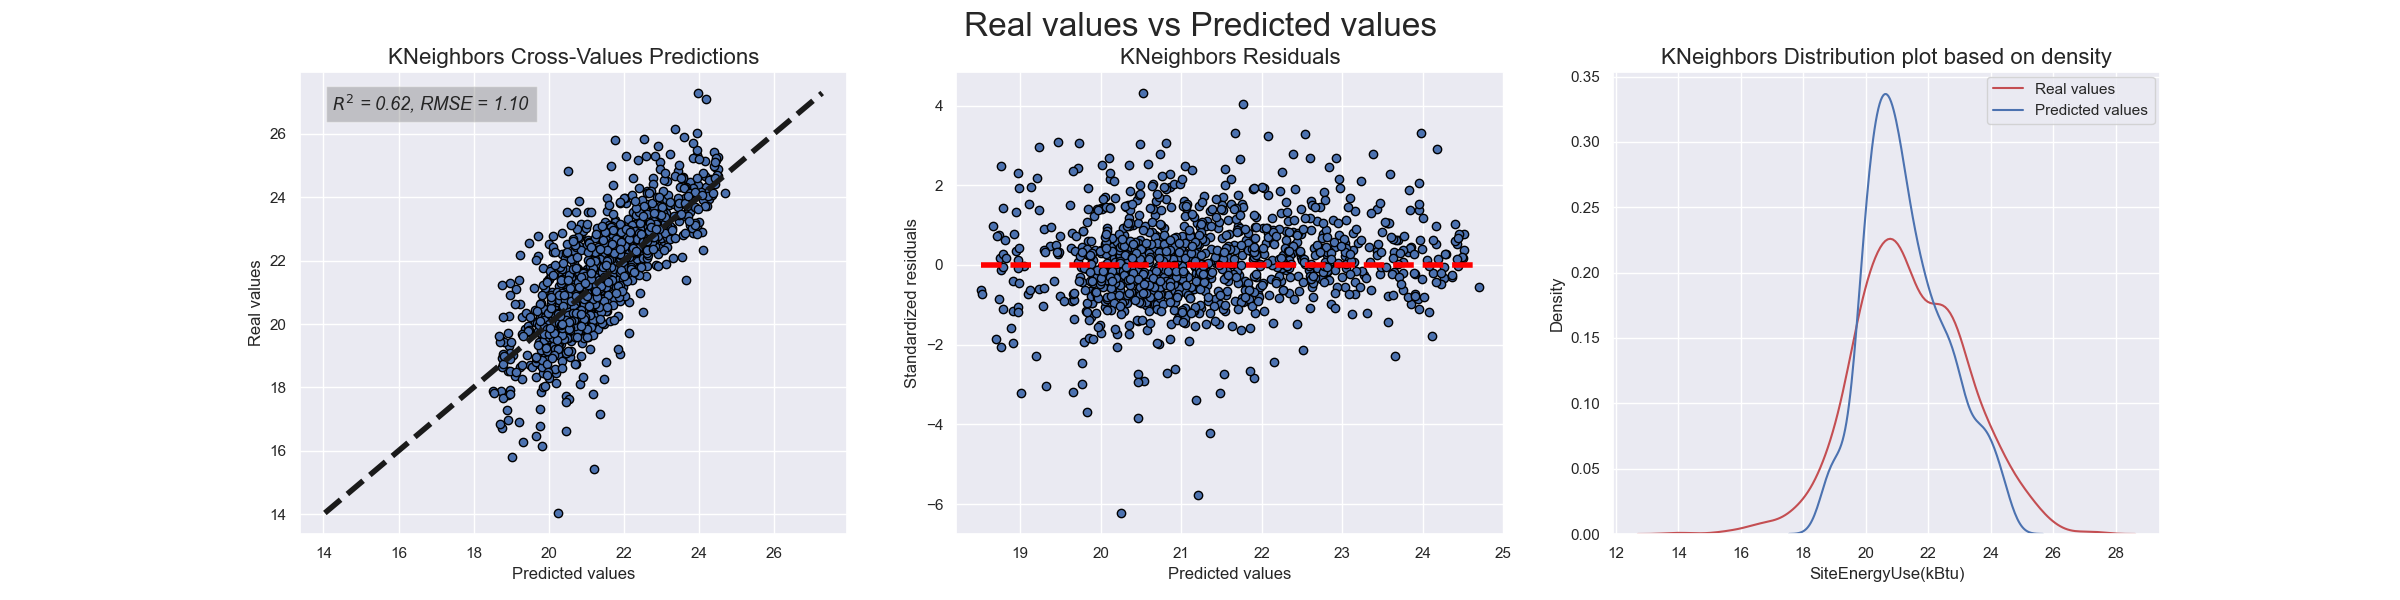 Real values vs Predicted values
KNeighbors Cross-Values Predictions
R² = 0.62, RMSE = 1.10
Real values
26
24
22
20
18
16
14
14 16 18 20 22 24 26
Predicted values
KNeighbors Residuals
Standardized residuals
4
2
0
−2
−4
−6
19 20 21 22 23 24 25
Predicted values
KNeighbors Distribution plot based on density
Real values
Predicted values
Density
0.35
0.30
0.25
0.20
0.15
0.10
0.05
0.00
12 14 16 18 20 22 24 26 28
SiteEnergyUse(kBtu)